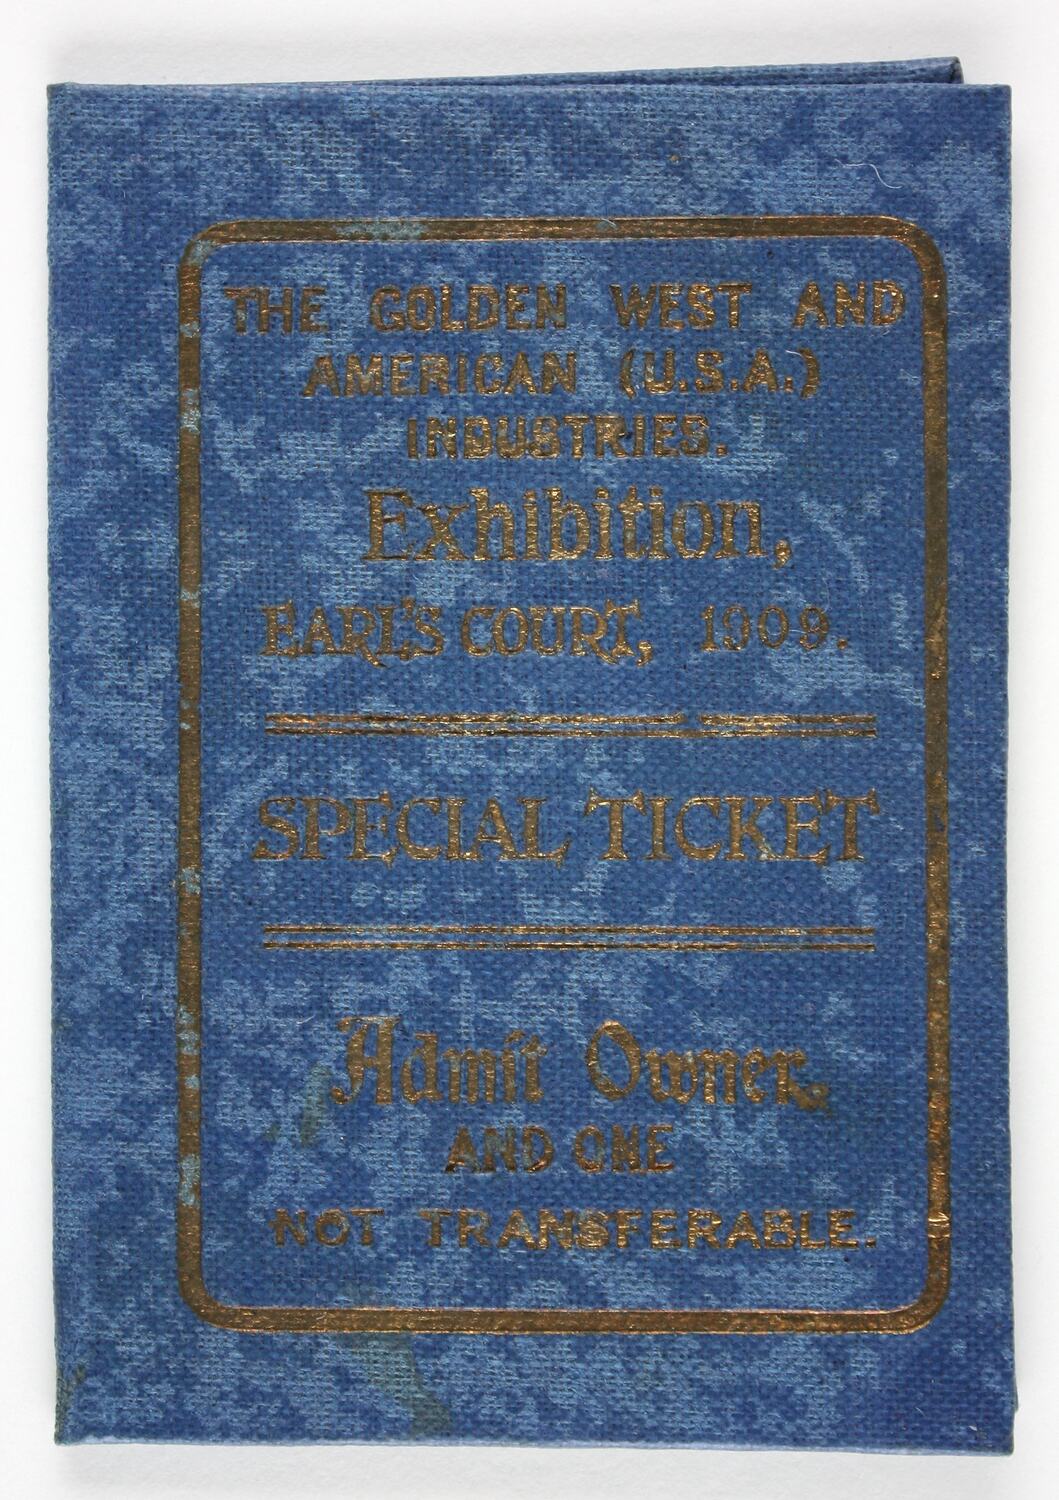 THE GOLDEN WEST AND
AMERICAN (U.S.A.)
INDUSTRIES.
Exhibition,
EARL'S COURT, 1909.
SPECIAL TICKET
Admit Owner,
AND ONE
NOT TRANSFERABLE.